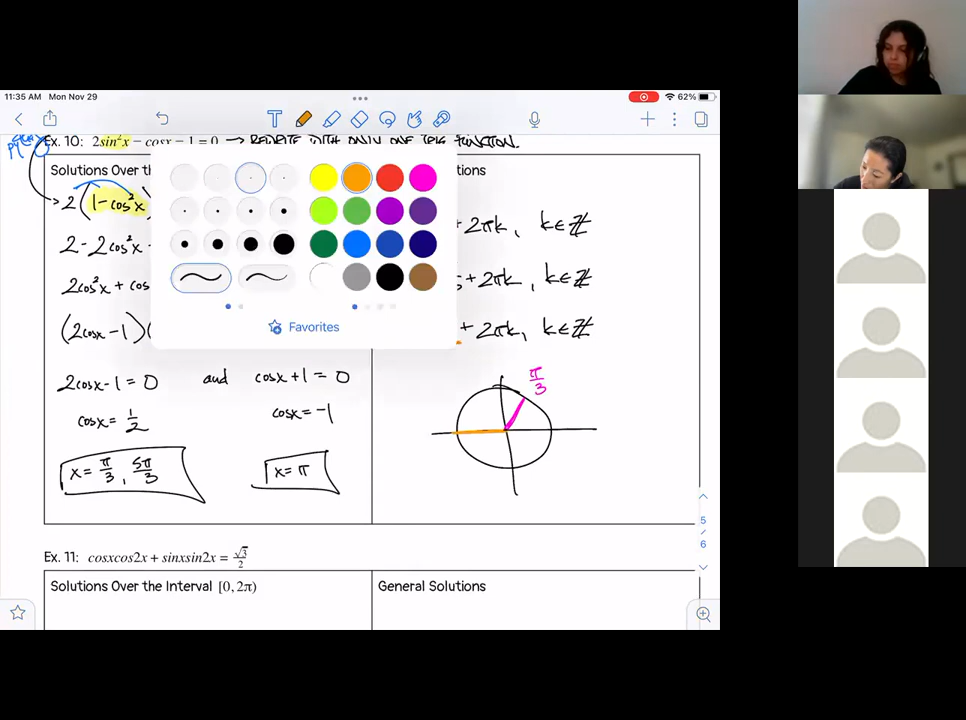 11:35 AM Mon Nov 29
62%
Ex. 10: 2sin²x − cosx − 1 = 0 → REWRITE WITH ONLY ONE TRIG FUNCTION.
Solutions Over th
2(1 − cos²x)
2 − 2cos²x
2cos²x + cos
(2cosx − 1)(
2cosx − 1 = 0 and cosx + 1 = 0
cosx = 1/2 cosx = −1
x = π/3, 5π/3 x = π
Favorites
+ 2πk, k ∈ ℤ
+ 2πk, k ∈ ℤ
+ 2πk, k ∈ ℤ
π/3
5/6
Ex. 11: cosxcos2x + sinxsin2x = √3/2
Solutions Over the Interval [0, 2π)
General Solutions